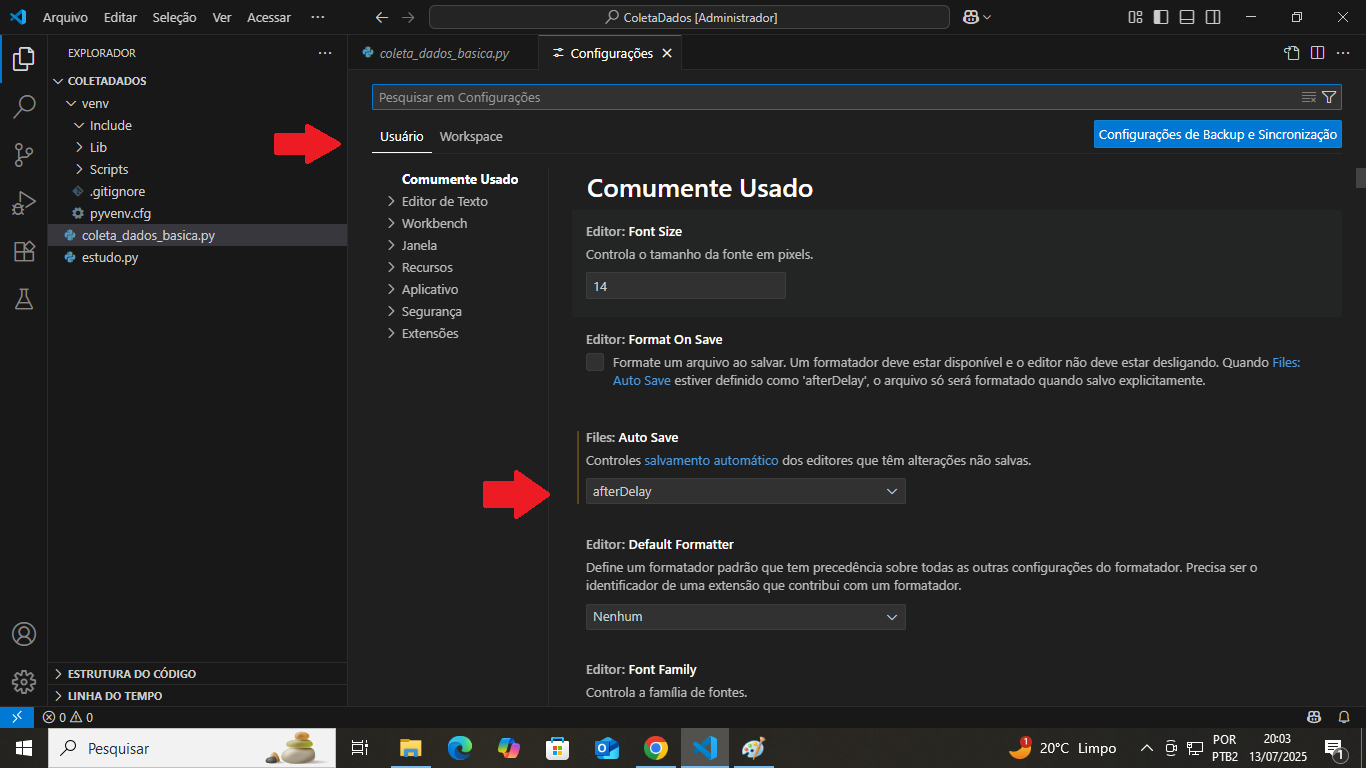 Arquivo Editar Seleção Ver Acessar ··· ColetaDados [Administrador]
EXPLORADOR ···
COLETADADOS
venv
Include
Lib
Scripts
.gitignore
pyvenv.cfg
coleta_dados_basica.py
estudo.py
ESTRUTURA DO CÓDIGO
LINHA DO TEMPO
coleta_dados_basica.py Configurações
Pesquisar em Configurações
Usuário Workspace Configurações de Backup e Sincronização
Comumente Usado
Editor de Texto
Workbench
Janela
Recursos
Aplicativo
Segurança
Extensões
Comumente Usado
Editor: Font Size
Controla o tamanho da fonte em pixels.
14
Editor: Format On Save
Formate um arquivo ao salvar. Um formatador deve estar disponível e o editor não deve estar desligando. Quando Files:
Auto Save estiver definido como 'afterDelay', o arquivo só será formatado quando salvo explicitamente.
Files: Auto Save
Controles salvamento automático dos editores que têm alterações não salvas.
afterDelay
Editor: Default Formatter
Define um formatador padrão que tem precedência sobre todas as outras configurações do formatador. Precisa ser o
identificador de uma extensão que contribui com um formatador.
Nenhum
Editor: Font Family
Controla a família de fontes.
0 0
Pesquisar
1
20°C Limpo
POR
PTB2
20:03
13/07/2025
1